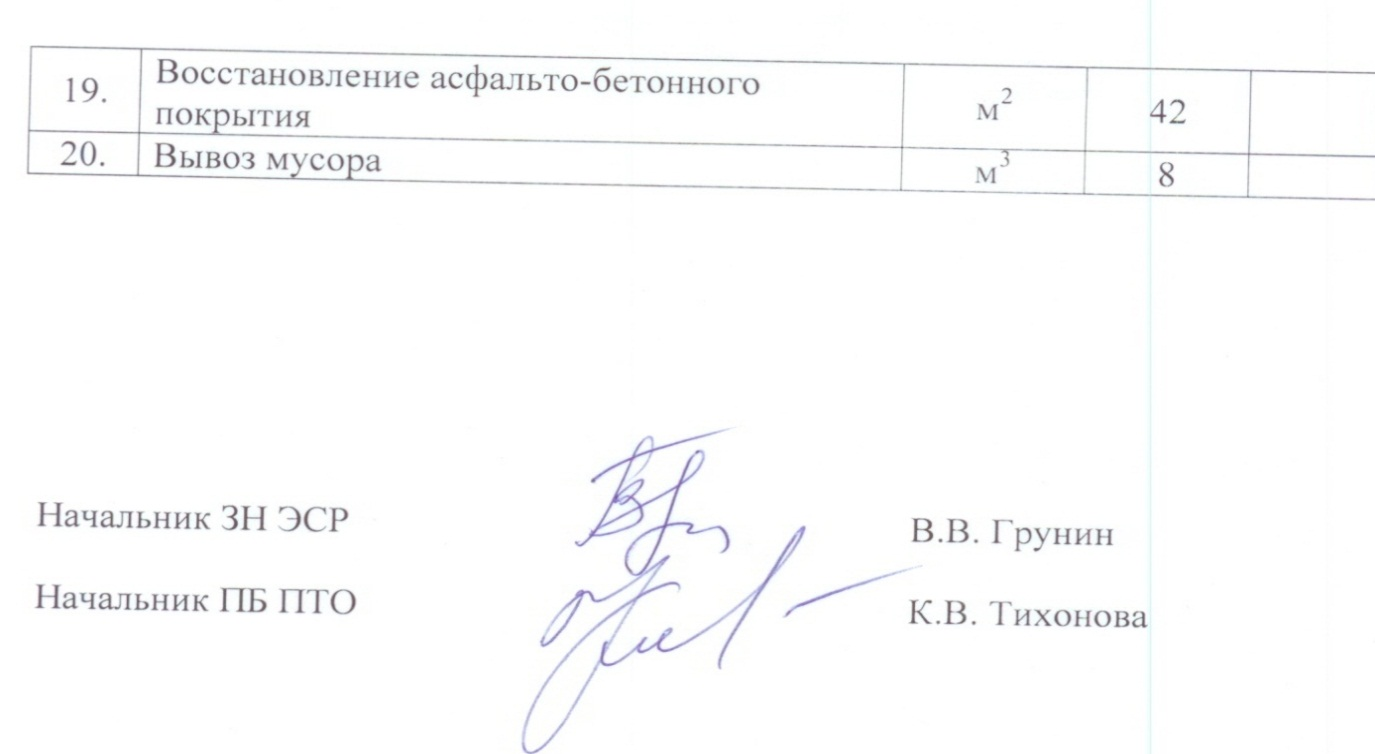 19. Восстановление асфальто-бетонного
покрытия м² 42
20. Вывоз мусора м³ 8
Начальник ЗН ЭСР В.В. Грунин
Начальник ПБ ПТО К.В. Тихонова